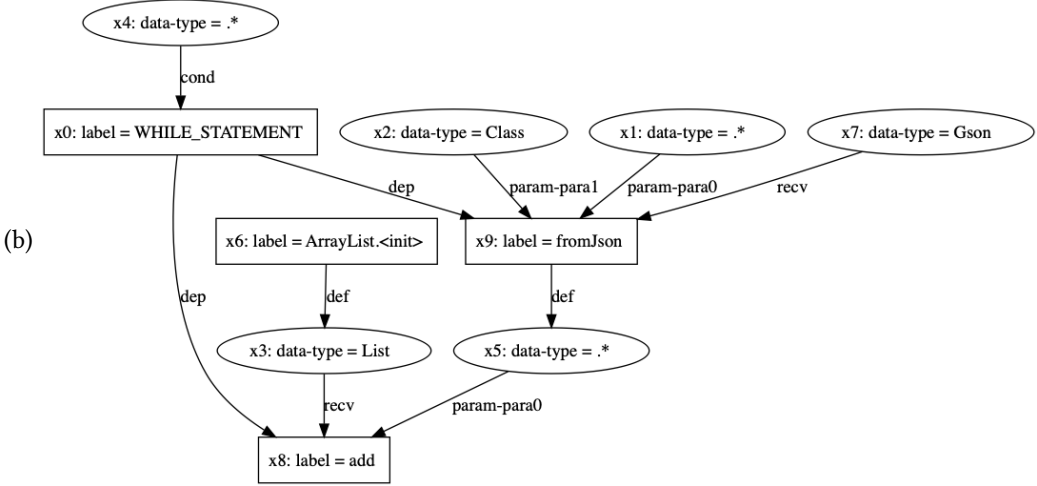 x4: data-type = .*
cond
x0: label = WHILE_STATEMENT
x2: data-type = Class
x1: data-type = .*
x7: data-type = Gson
dep
param-para1
param-para0
recv
(b)
x6: label = ArrayList.<init>
x9: label = fromJson
dep
def
def
x3: data-type = List
x5: data-type = .*
recv
param-para0
x8: label = add